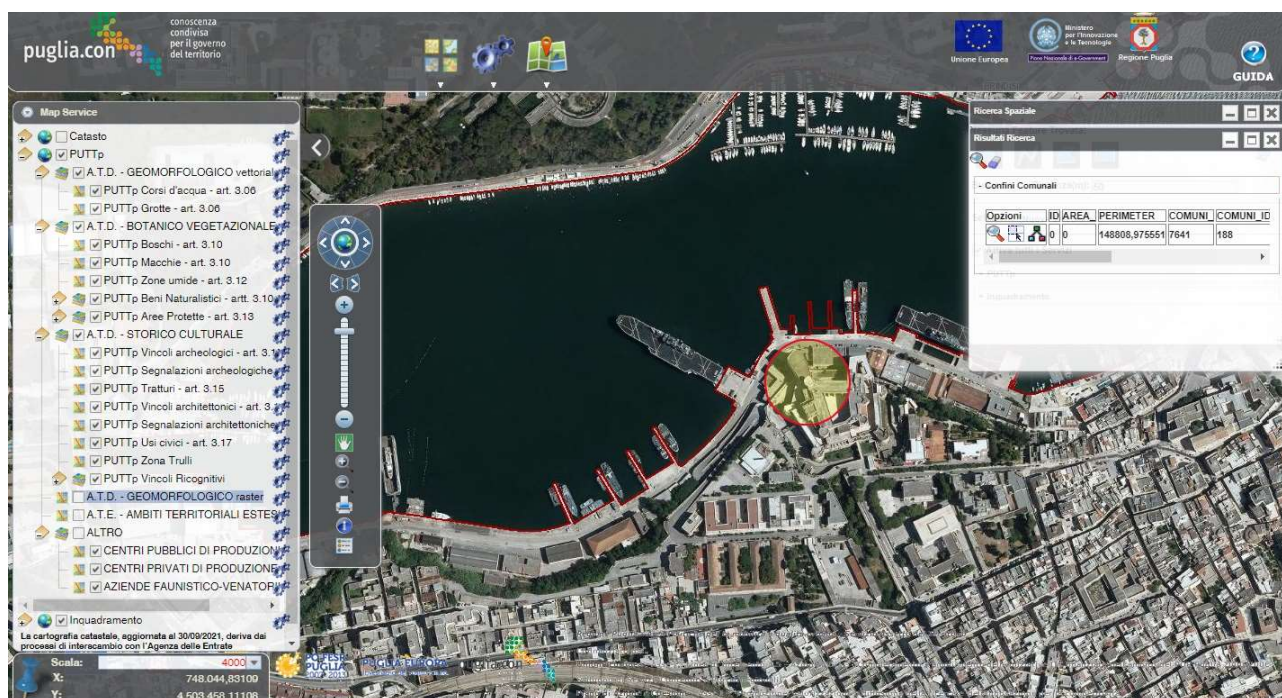 puglia.con
conoscenza
condivisa
per il governo
del territorio
Unione Europea
Ministero
per l'Innovazione
e le Tecnologie
Regione Puglia
GUIDA
Map Service
Catasto
PUTTp
A.T.D. - GEOMORFOLOGICO vettorial
PUTTp Corsi d'acqua - art. 3.06
PUTTp Grotte - art. 3.06
A.T.D. - BOTANICO VEGETAZIONALE
PUTTp Boschi - art. 3.10
PUTTp Macchie - art. 3.10
PUTTp Zone umide - art. 3.12
PUTTp Beni Naturalistici - artt. 3.10
PUTTp Aree Protette - art. 3.13
A.T.D. - STORICO CULTURALE
PUTTp Vincoli archeologici - art. 3.1
PUTTp Segnalazioni archeologiche
PUTTp Tratturi - art. 3.15
PUTTp Vincoli architettonici - art. 3.
PUTTp Segnalazioni architettoniche
PUTTp Usi civici - art. 3.17
PUTTp Zona Trulli
PUTTp Vincoli Ricognitivi
A.T.D. - GEOMORFOLOGICO raster
A.T.E. - AMBITI TERRITORIALI ESTES
ALTRO
CENTRI PUBBLICI DI PRODUZION
CENTRI PRIVATI DI PRODUZIONE
AZIENDE FAUNISTICO-VENATOR
Inquadramento
La cartografia catastale, aggiornata al 30/09/2021, deriva dai
processi di interscambio con l'Agenzia delle Entrate
Scala: 4000
X: 748.044,83109
Y: 4.503.458,11108
Ricerca Spaziale
Risultati Ricerca
- Confini Comunali
Opzioni ID AREA_ PERIMETER COMUNI_ COMUNI_ID
0 0 148808,975551 7641 188